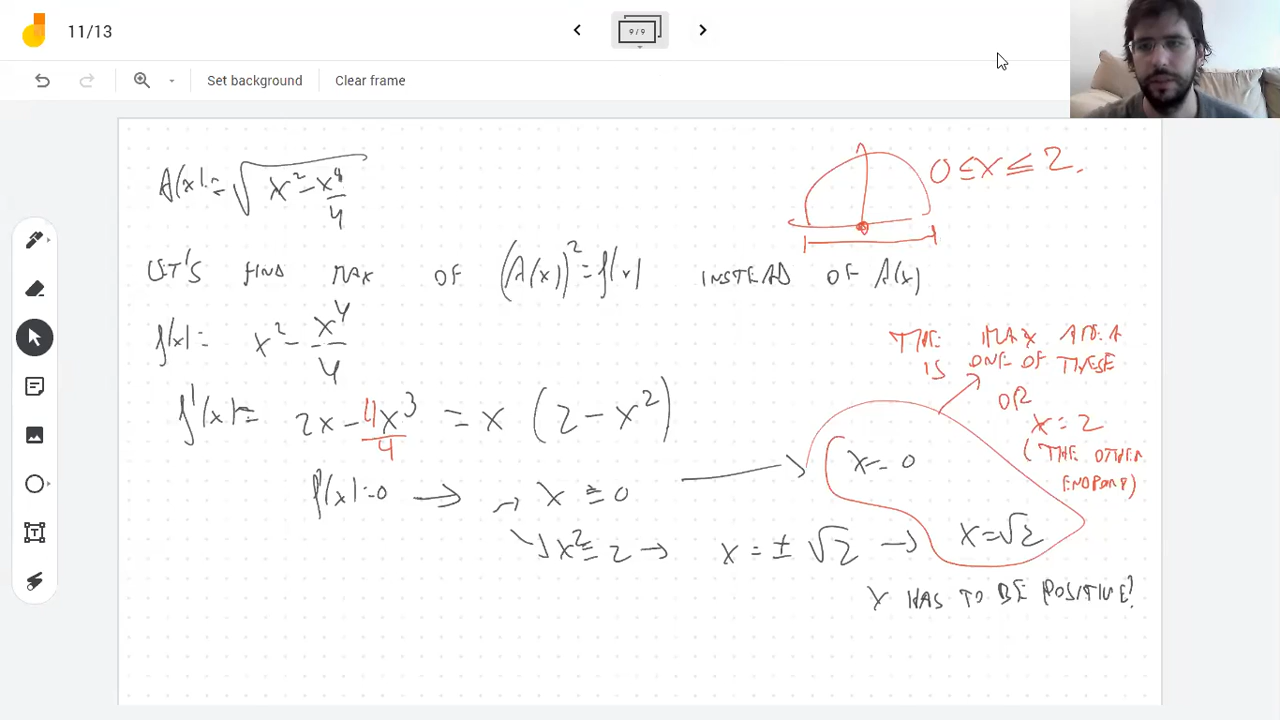 11/13
9/9
Set background
Clear frame
A(x) = √(x² - x⁴/4)
0 ≤ x ≤ 2.
LET'S FIND MAX OF (A(x))² = f(x) INSTEAD OF A(x)
f(x) = x² - x⁴/4
THE MAX AREA
IS ONE OF THESE
OR
x = 2
(THE OTHER
ENDPOINT)
f'(x) = 2x - 4x³/4 = x (2 - x²)
f'(x) = 0 → x = 0 → x = 0
x² = 2 → x = ± √2 → x = √2
x HAS TO BE POSITIVE!